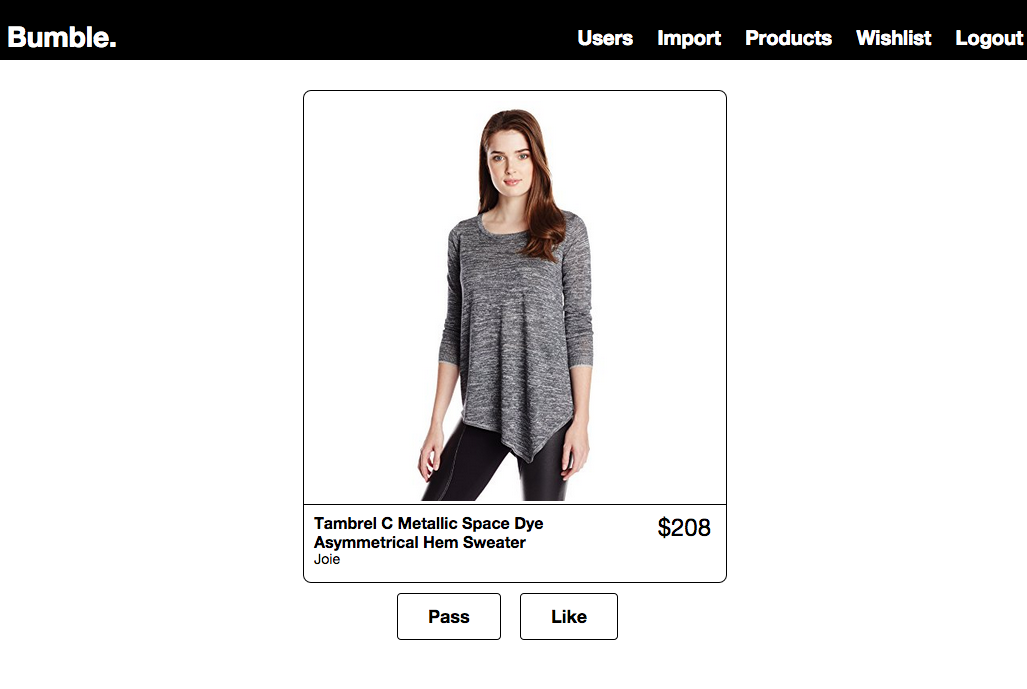 Bumble.
Users Import Products Wishlist Logout
Tambrel C Metallic Space Dye
Asymmetrical Hem Sweater
$208
Joie
Pass Like